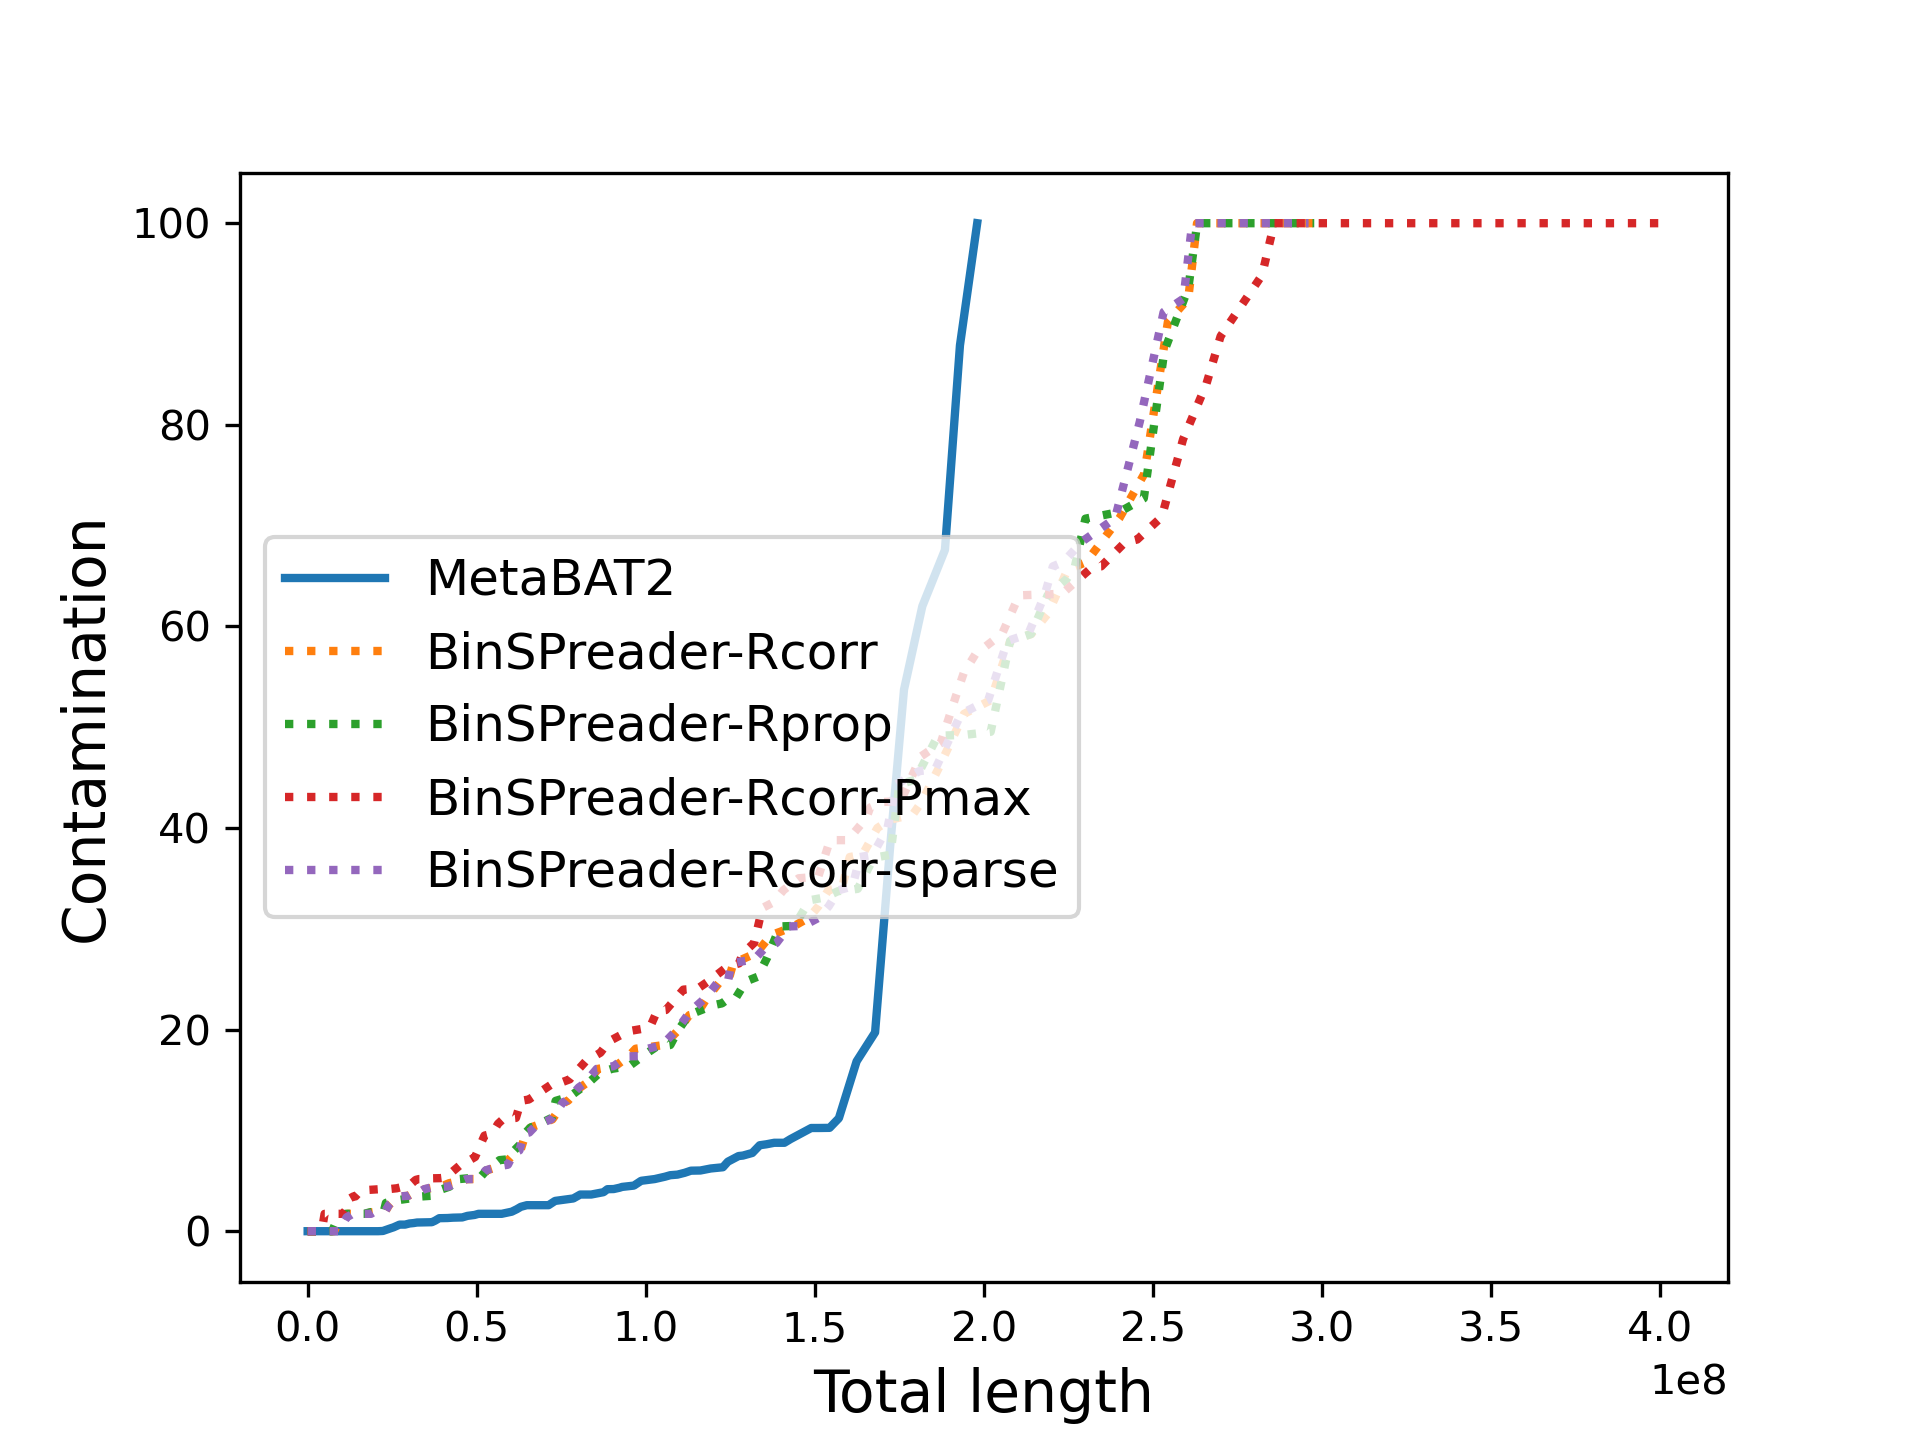 100
80
60
40
20
0
Contamination
MetaBAT2
BinSPreader-Rcorr
BinSPreader-Rprop
BinSPreader-Rcorr-Pmax
BinSPreader-Rcorr-sparse
0.0 0.5 1.0 1.5 2.0 2.5 3.0 3.5 4.0
1e8
Total length